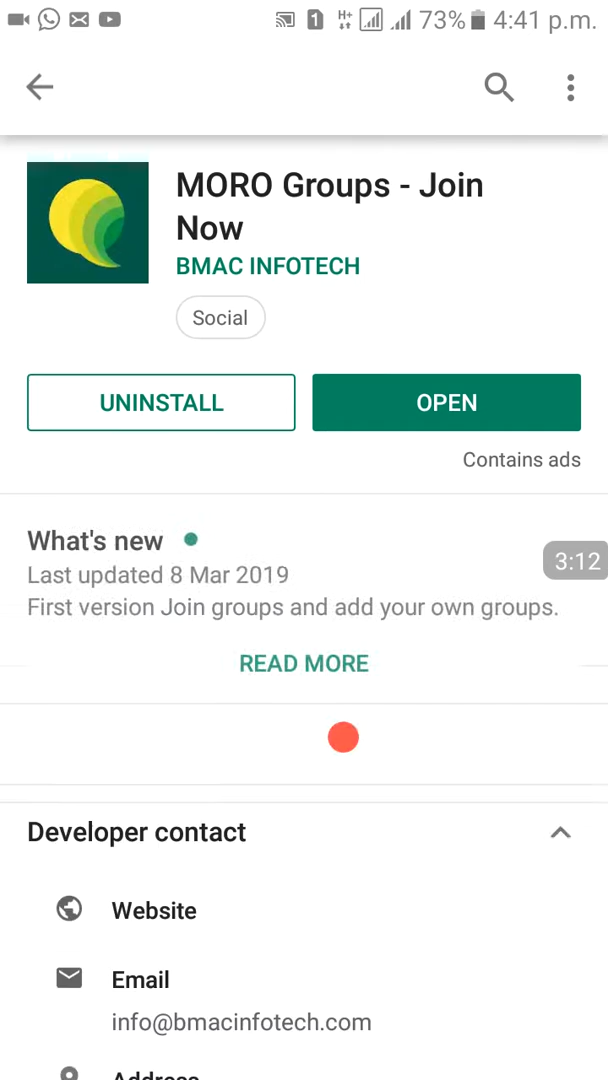 1 H+ 73% 4:41 p.m.
MORO Groups - Join
Now
BMAC INFOTECH
Social
UNINSTALL
OPEN
Contains ads
What's new
Last updated 8 Mar 2019
3:12
First version Join groups and add your own groups.
READ MORE
Developer contact
Website
Email
info@bmacinfotech.com
Address